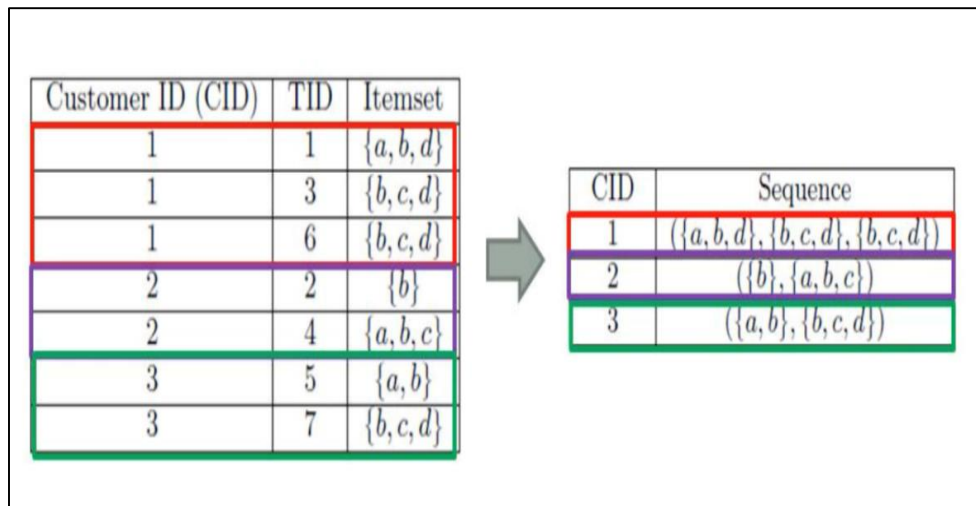 Customer ID (CID) TID Itemset
1 1 {a, b, d}
1 3 {b, c, d}
1 6 {b, c, d}
2 2 {b}
2 4 {a, b, c}
3 5 {a, b}
3 7 {b, c, d}
CID Sequence
1 ({a, b, d}, {b, c, d}, {b, c, d})
2 ({b}, {a, b, c})
3 ({a, b}, {b, c, d})